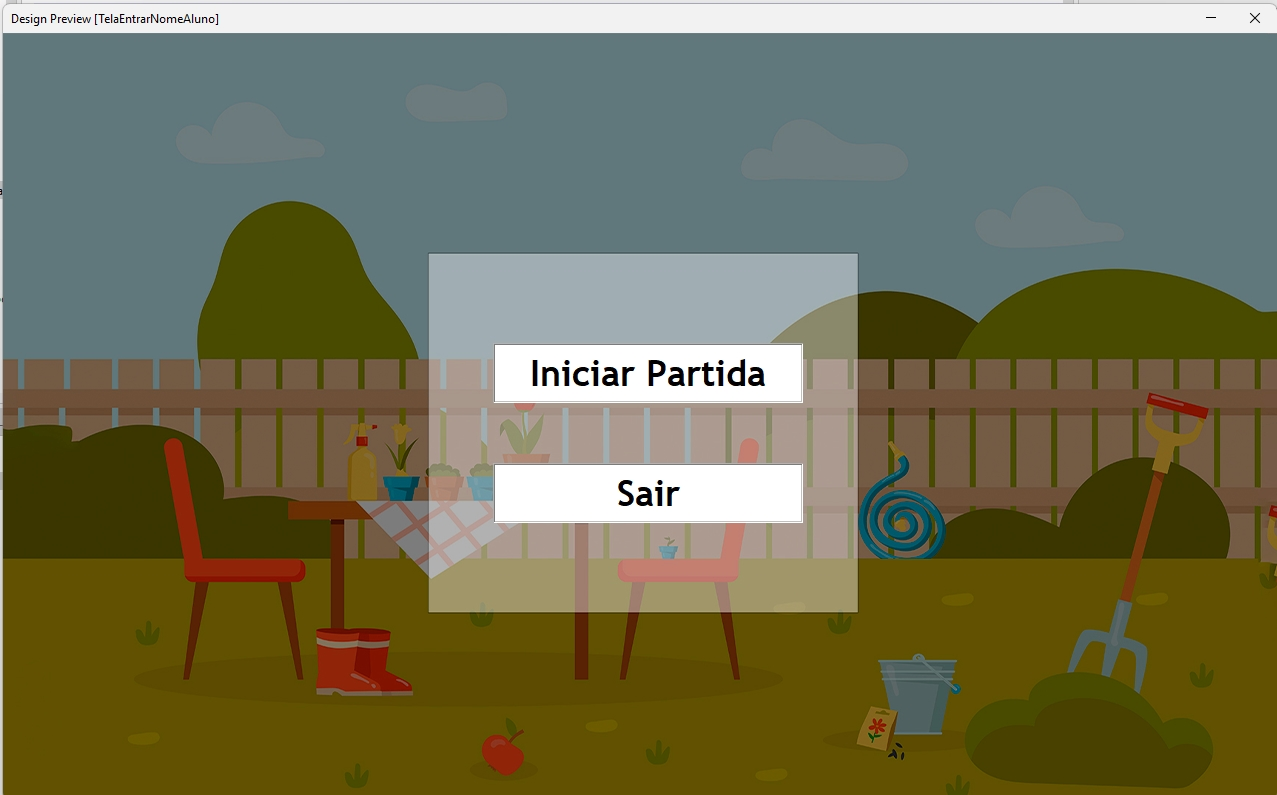 Design Preview [TelaEntrarNomeAluno]
Iniciar Partida
Sair